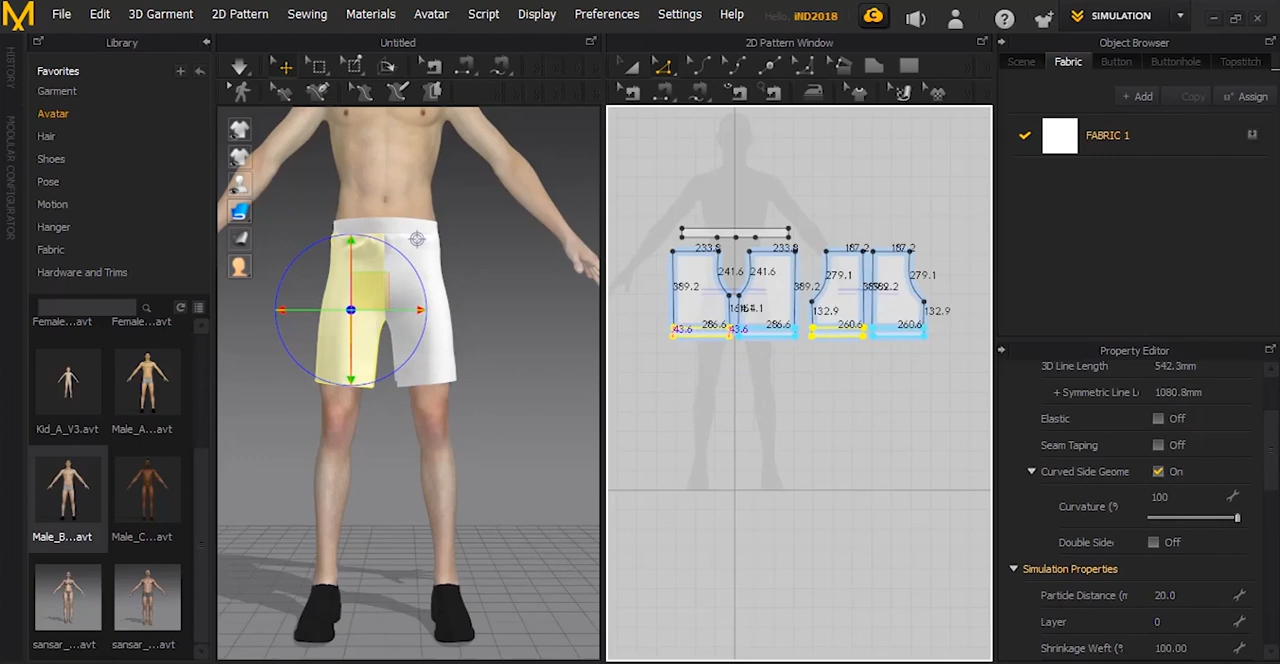 File Edit 3D Garment 2D Pattern Sewing Materials Avatar Script Display Preferences Settings Help Hello, iND2018 SIMULATION
Library Untitled 2D Pattern Window Object Browser
HISTORY
MODULAR CONFIGURATOR
Favorites
Garment
Avatar
Hair
Shoes
Pose
Motion
Hanger
Fabric
Hardware and Trims
Female....avt Female....avt
Kid_A_V3.avt Male_A...avt
Male_B...avt Male_C...avt
sansar_...avt sansar_...avt
233.8 233.8 187.2 187.2
241.6 241.6 279.1 279.1
389.2 389.2
132.9 132.9
286.6 286.6 260.6 260.6
43.6 43.6
Scene Fabric Button Buttonhole Topstitch
+ Add Copy Assign
FABRIC 1
Property Editor
3D Line Length 542.3mm
+ Symmetric Line L 1080.8mm
Elastic Off
Seam Taping Off
Curved Side Geome On
Curvature (% 100
Double Side Off
Simulation Properties
Particle Distance (m 20.0
Layer 0
Shrinkage Weft (% 100.00